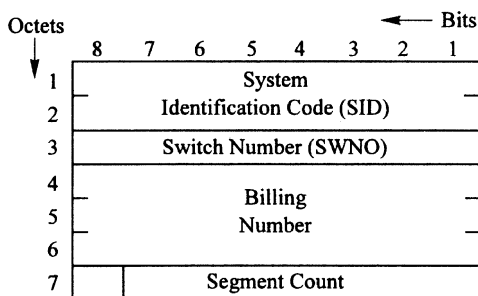 Octets
Bits
8 7 6 5 4 3 2 1
1
System
2
Identification Code (SID)
3
Switch Number (SWNO)
4
Billing
5
Number
6
7
Segment Count